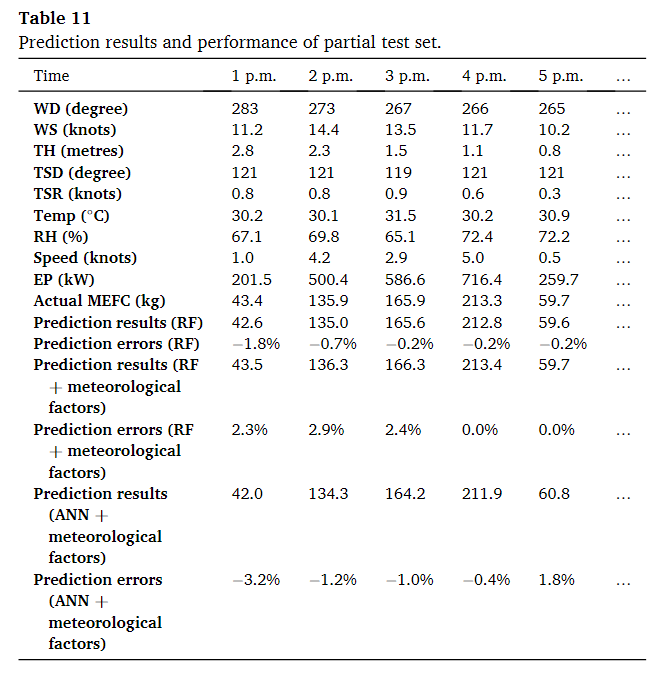 Table 11
Prediction results and performance of partial test set.
Time 1 p.m. 2 p.m. 3 p.m. 4 p.m. 5 p.m. ...
WD (degree) 283 273 267 266 265 ...
WS (knots) 11.2 14.4 13.5 11.7 10.2 ...
TH (metres) 2.8 2.3 1.5 1.1 0.8 ...
TSD (degree) 121 121 119 121 121 ...
TSR (knots) 0.8 0.8 0.9 0.6 0.3 ...
Temp (°C) 30.2 30.1 31.5 30.2 30.9 ...
RH (%) 67.1 69.8 65.1 72.4 72.2 ...
Speed (knots) 1.0 4.2 2.9 5.0 0.5 ...
EP (kW) 201.5 500.4 586.6 716.4 259.7 ...
Actual MEFC (kg) 43.4 135.9 165.9 213.3 59.7 ...
Prediction results (RF) 42.6 135.0 165.6 212.8 59.6 ...
Prediction errors (RF) −1.8% −0.7% −0.2% −0.2% −0.2%
Prediction results (RF 43.5 136.3 166.3 213.4 59.7 ...
+ meteorological
factors)
Prediction errors (RF 2.3% 2.9% 2.4% 0.0% 0.0% ...
+ meteorological
factors)
Prediction results 42.0 134.3 164.2 211.9 60.8 ...
(ANN +
meteorological
factors)
Prediction errors −3.2% −1.2% −1.0% −0.4% 1.8% ...
(ANN +
meteorological
factors)